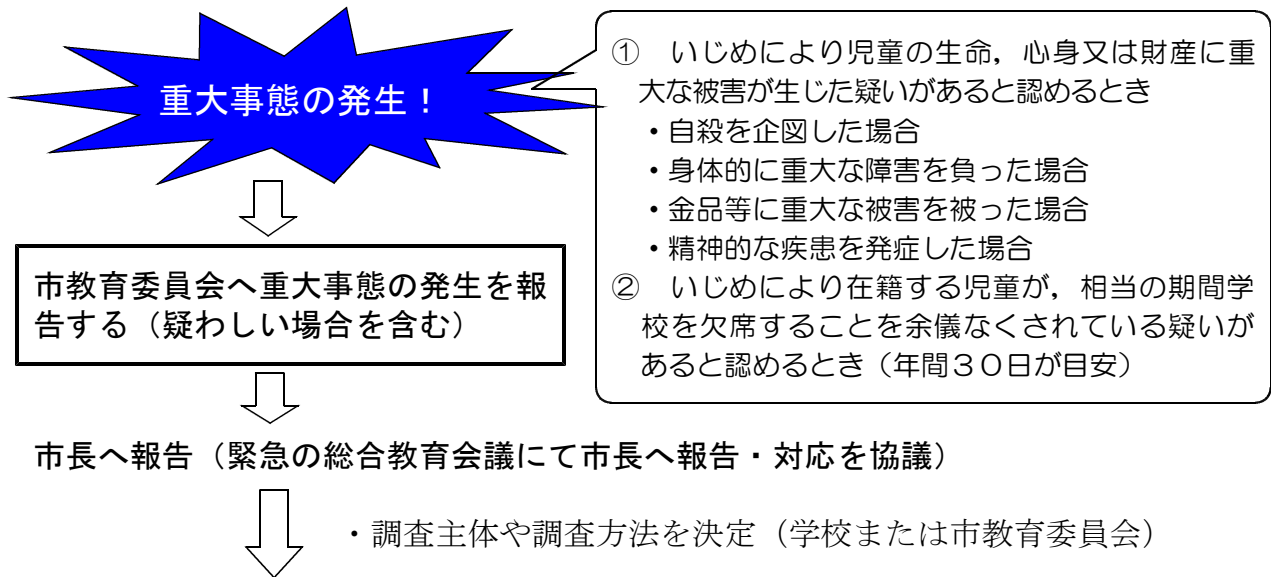 重大事態の発生！
① いじめにより児童の生命，心身又は財産に重
大な被害が生じた疑いがあると認めるとき
・自殺を企図した場合
・身体的に重大な障害を負った場合
・金品等に重大な被害を被った場合
・精神的な疾患を発症した場合
② いじめにより在籍する児童が，相当の期間学
校を欠席することを余儀なくされている疑いが
あると認めるとき（年間３０日が目安）
市教育委員会へ重大事態の発生を報
告する（疑わしい場合を含む）
市長へ報告（緊急の総合教育会議にて市長へ報告・対応を協議）
・調査主体や調査方法を決定（学校または市教育委員会）